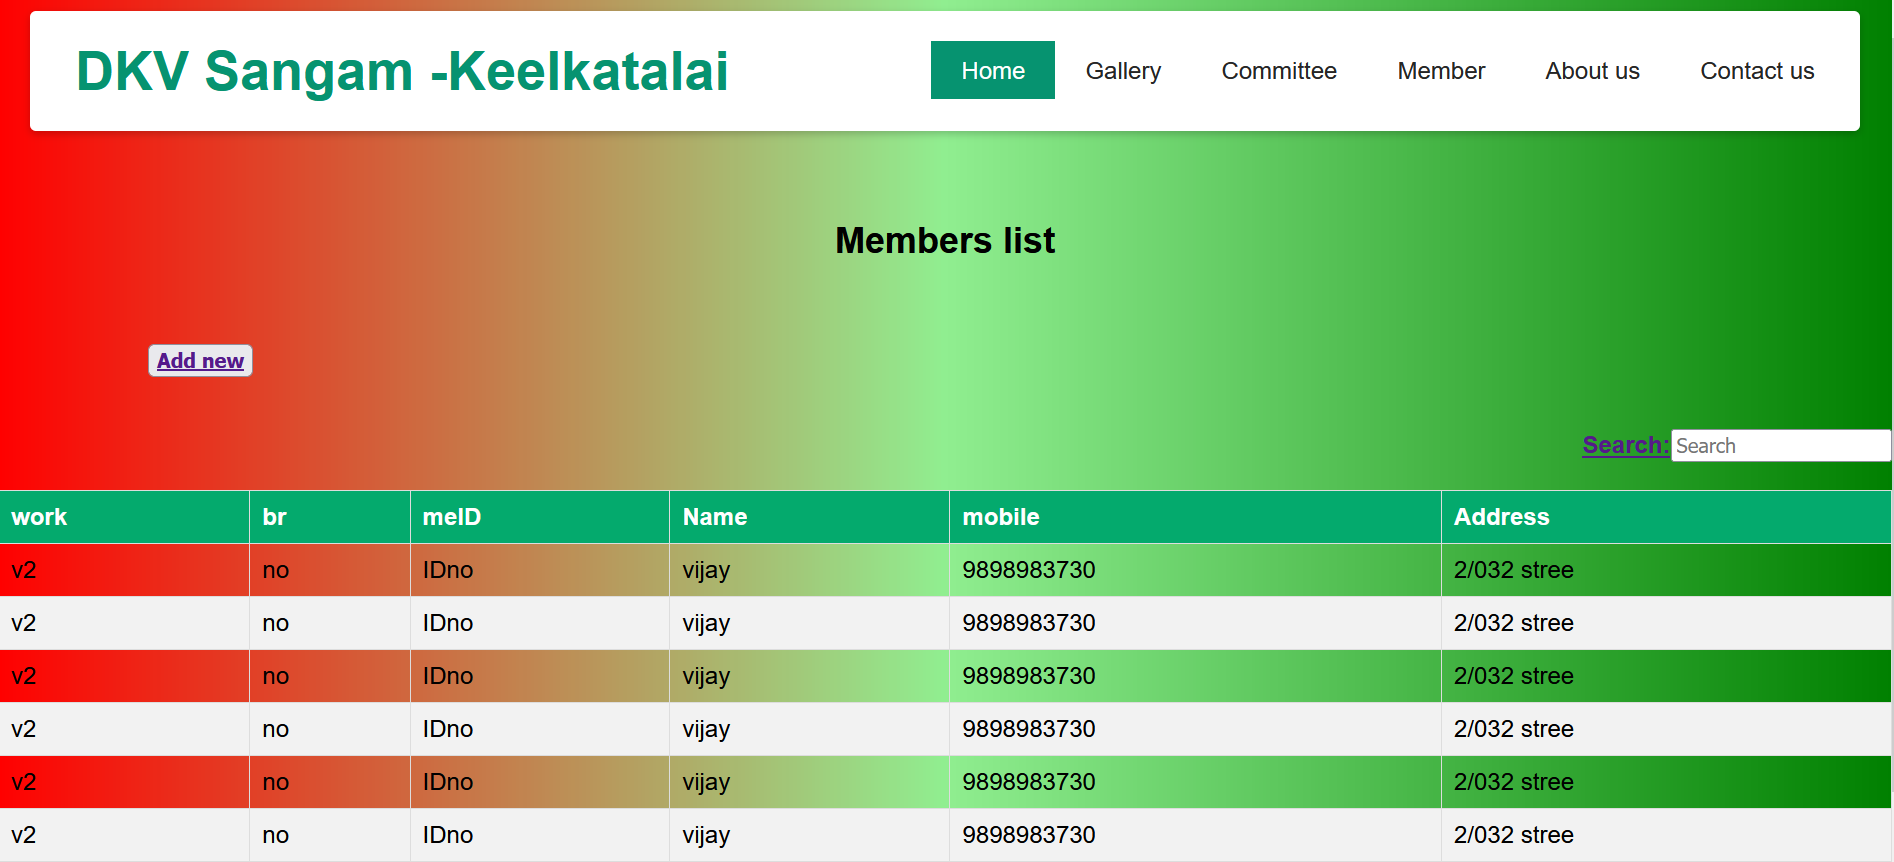 DKV Sangam -Keelkatalai Home Gallery Committee Member About us Contact us
Members list
Add new
Search: Search
work br meID Name mobile Address
v2 no IDno vijay 9898983730 2/032 stree
v2 no IDno vijay 9898983730 2/032 stree
v2 no IDno vijay 9898983730 2/032 stree
v2 no IDno vijay 9898983730 2/032 stree
v2 no IDno vijay 9898983730 2/032 stree
v2 no IDno vijay 9898983730 2/032 stree